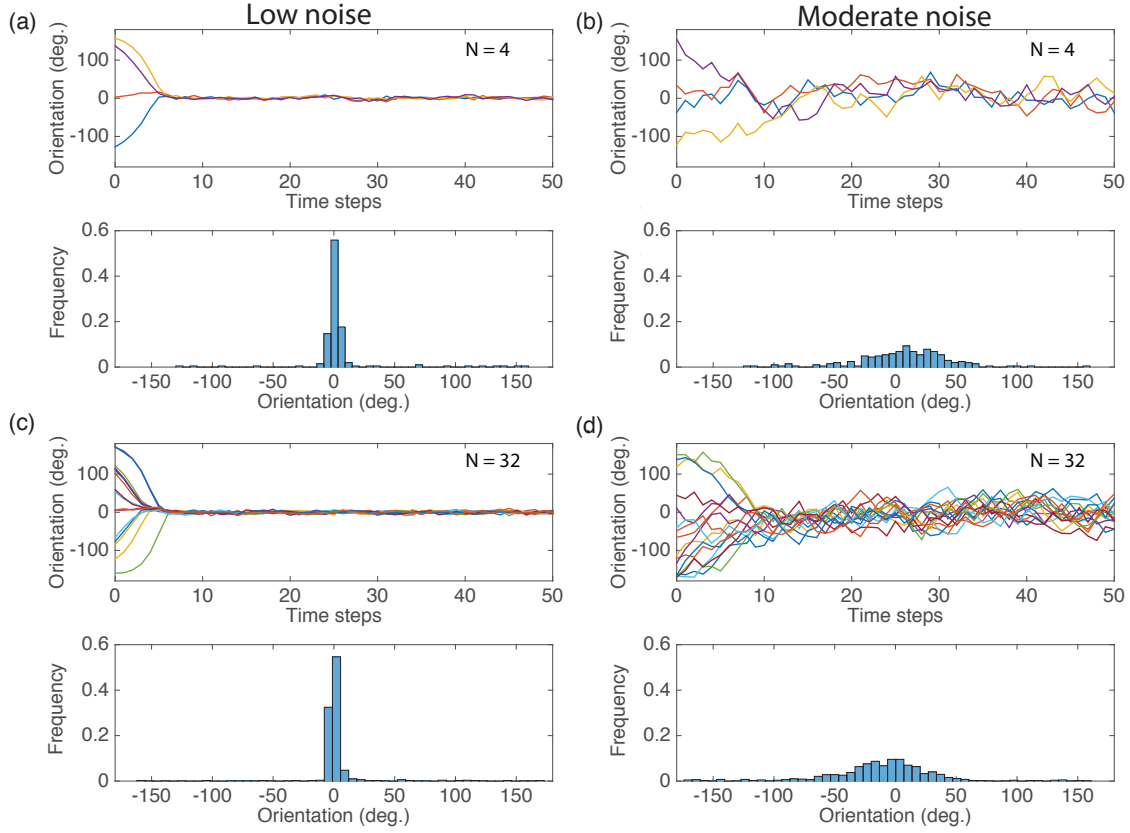 Low noise
Moderate noise
(a)
Orientation (deg.)
100
0
-100
N = 4
0 10 20 30 40 50
Time steps
Frequency
0.6
0.4
0.2
0
-150 -100 -50 0 50 100 150
Orientation (deg.)
(b)
Orientation (deg.)
100
0
-100
N = 4
0 10 20 30 40 50
Time steps
Frequency
0.6
0.4
0.2
0
-150 -100 -50 0 50 100 150
Orientation (deg.)
(c)
Orientation (deg.)
100
0
-100
N = 32
0 10 20 30 40 50
Time steps
Frequency
0.6
0.4
0.2
0
-150 -100 -50 0 50 100 150
Orientation (deg.)
(d)
Orientation (deg.)
100
0
-100
N = 32
0 10 20 30 40 50
Time steps
Frequency
0.6
0.4
0.2
0
-150 -100 -50 0 50 100 150
Orientation (deg.)